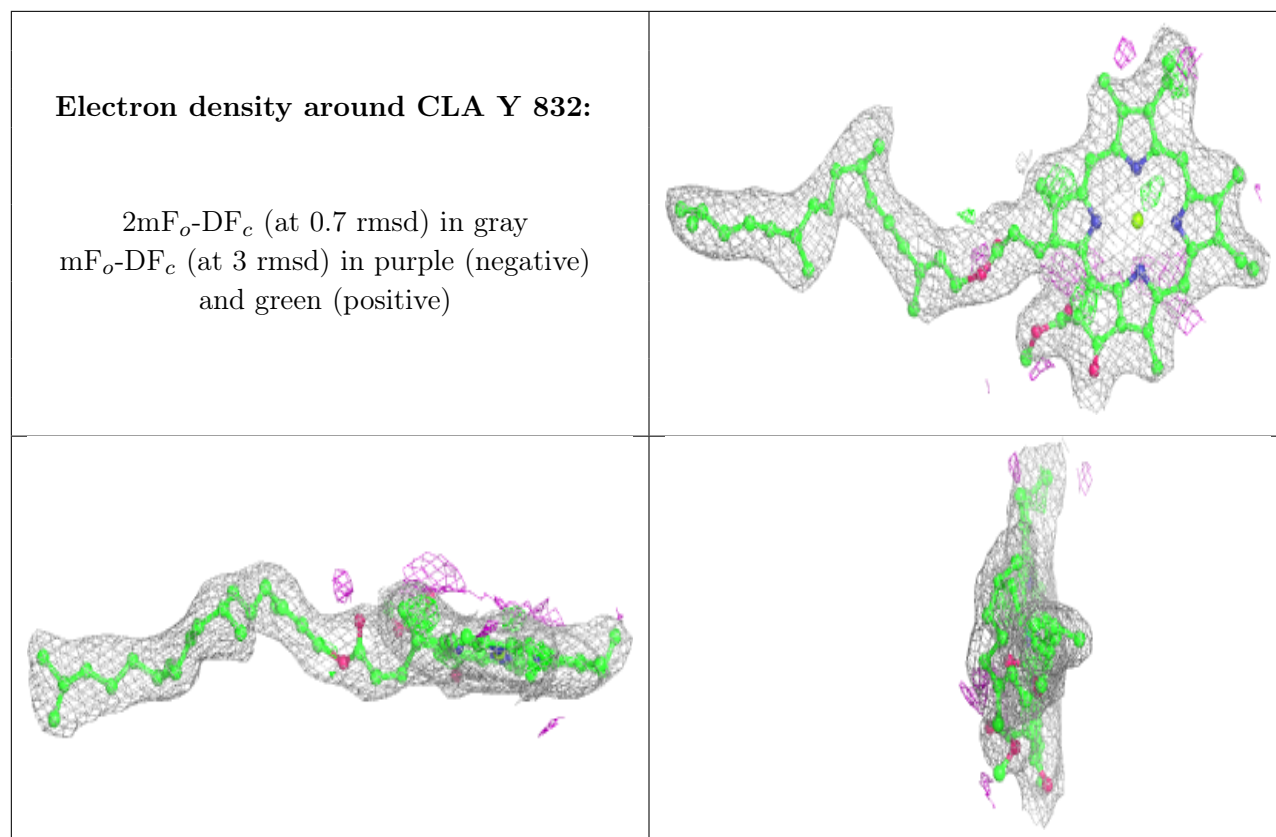 Electron density around CLA Y 832:
2mFₒ-DF𝒸 (at 0.7 rmsd) in gray
mFₒ-DF𝒸 (at 3 rmsd) in purple (negative)
and green (positive)